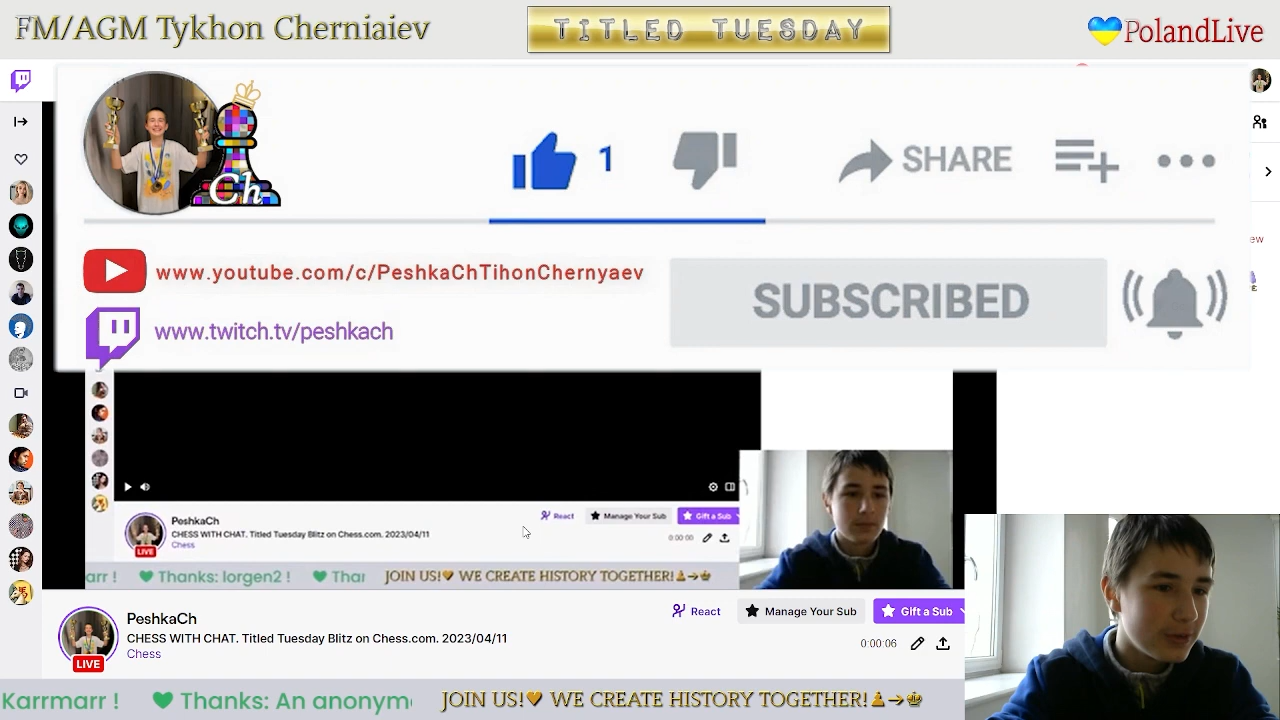 FM/AGM Tykhon Cherniaiev
TITLED TUESDAY
PolandLive
Ch
1
SHARE
www.youtube.com/c/PeshkaChTihonChernyaev
SUBSCRIBED
www.twitch.tv/peshkach
ew
React
Manage Your Sub
Gift a Sub
PeshkaCh
CHESS WITH CHAT. Titled Tuesday Blitz on Chess.com. 2023/04/11
Chess
LIVE
0:00:00
arr !
Thanks: lorgen2 !
Thar
JOIN US! WE CREATE HISTORY TOGETHER!
PeshkaCh
React
Manage Your Sub
Gift a Sub
CHESS WITH CHAT. Titled Tuesday Blitz on Chess.com. 2023/04/11
0:00:06
Chess
LIVE
Karrmarr !
Thanks: An anonym
JOIN US! WE CREATE HISTORY TOGETHER!